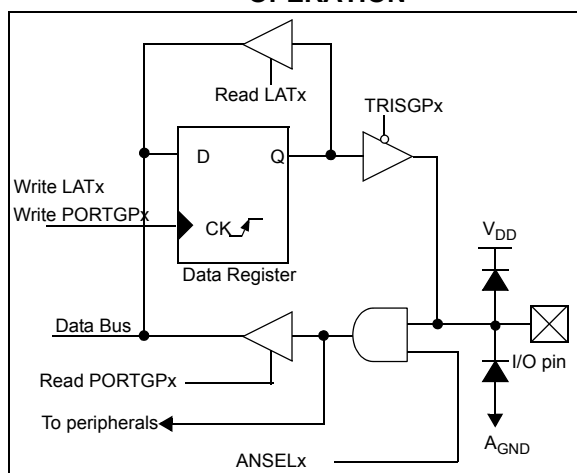 OPERATION
Read LATx
TRISGPx
D
Q
Write LATx
Write PORTGPx
CK
Data Register
VDD
Data Bus
I/O pin
Read PORTGPx
To peripherals
AGND
ANSELx